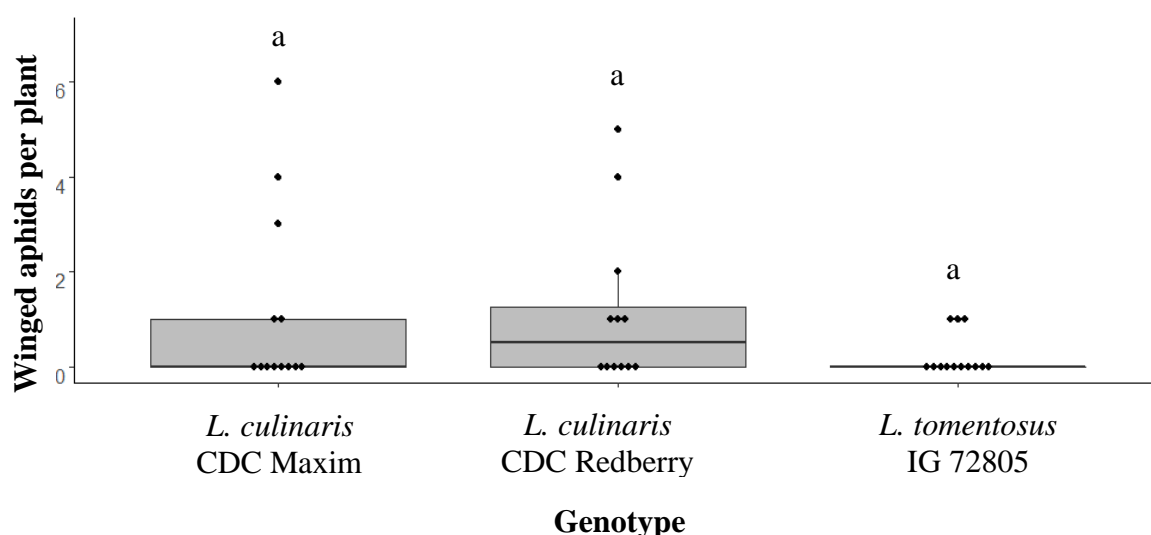 Winged aphids per plant
6
4
2
0
a
a
a
L. culinaris
CDC Maxim
L. culinaris
CDC Redberry
L. tomentosus
IG 72805
Genotype